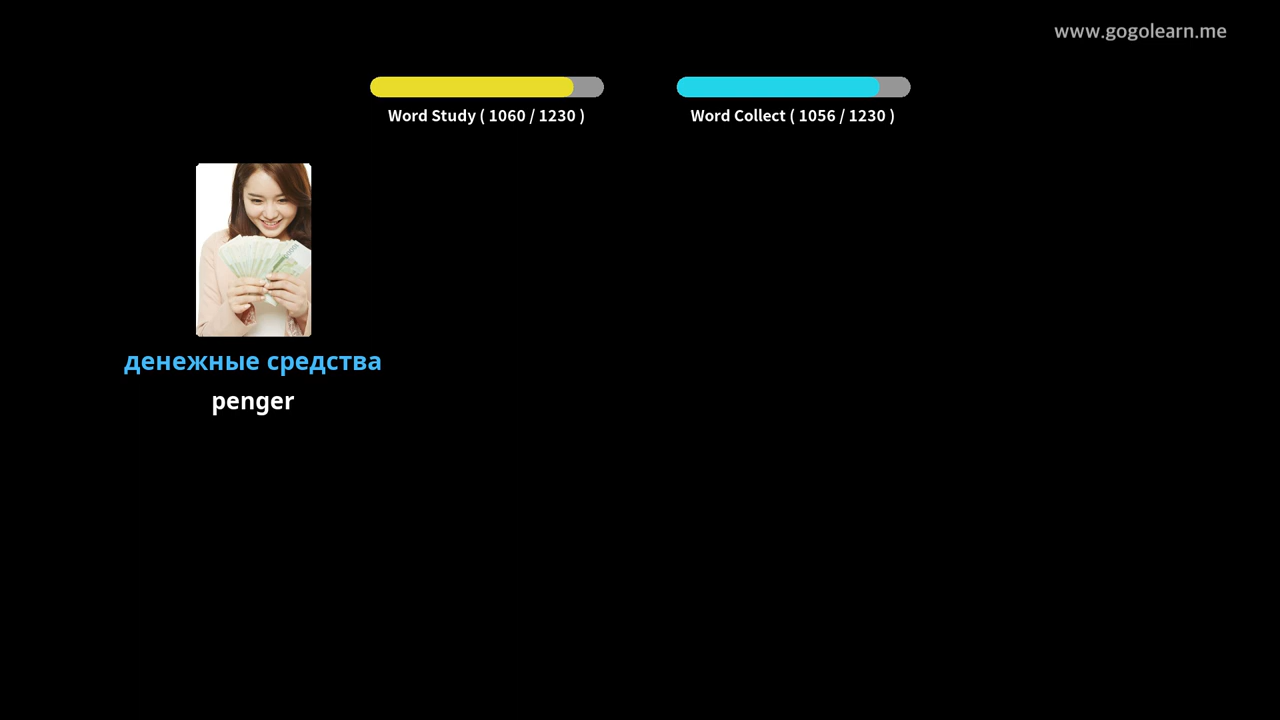 www.gogolearn.me
Word Study ( 1060 / 1230 )
Word Collect ( 1056 / 1230 )
денежные средства
penger